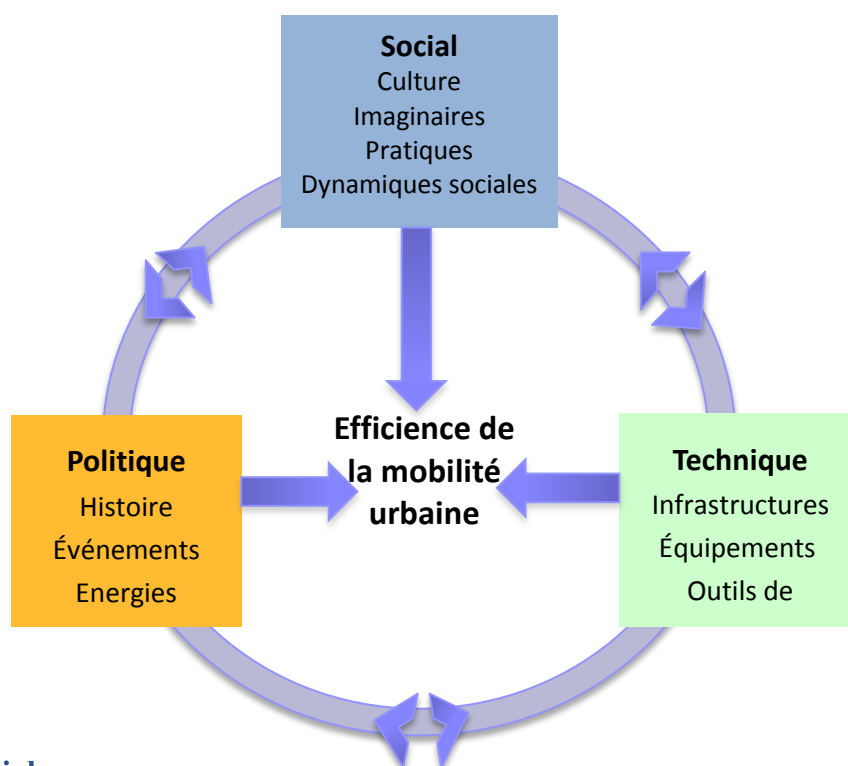 Social
Culture
Imaginaires
Pratiques
Dynamiques sociales
Efficience de
la mobilité
urbaine
Politique
Histoire
Événements
Energies
Technique
Infrastructures
Équipements
Outils de